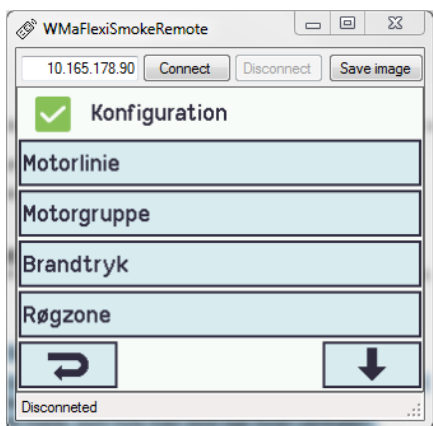 WMaFlexiSmokeRemote
10.165.178.90 Connect Disconnect Save image
Konfiguration
Motorlinie
Motorgruppe
Brandtryk
Røgzone
Disconneted